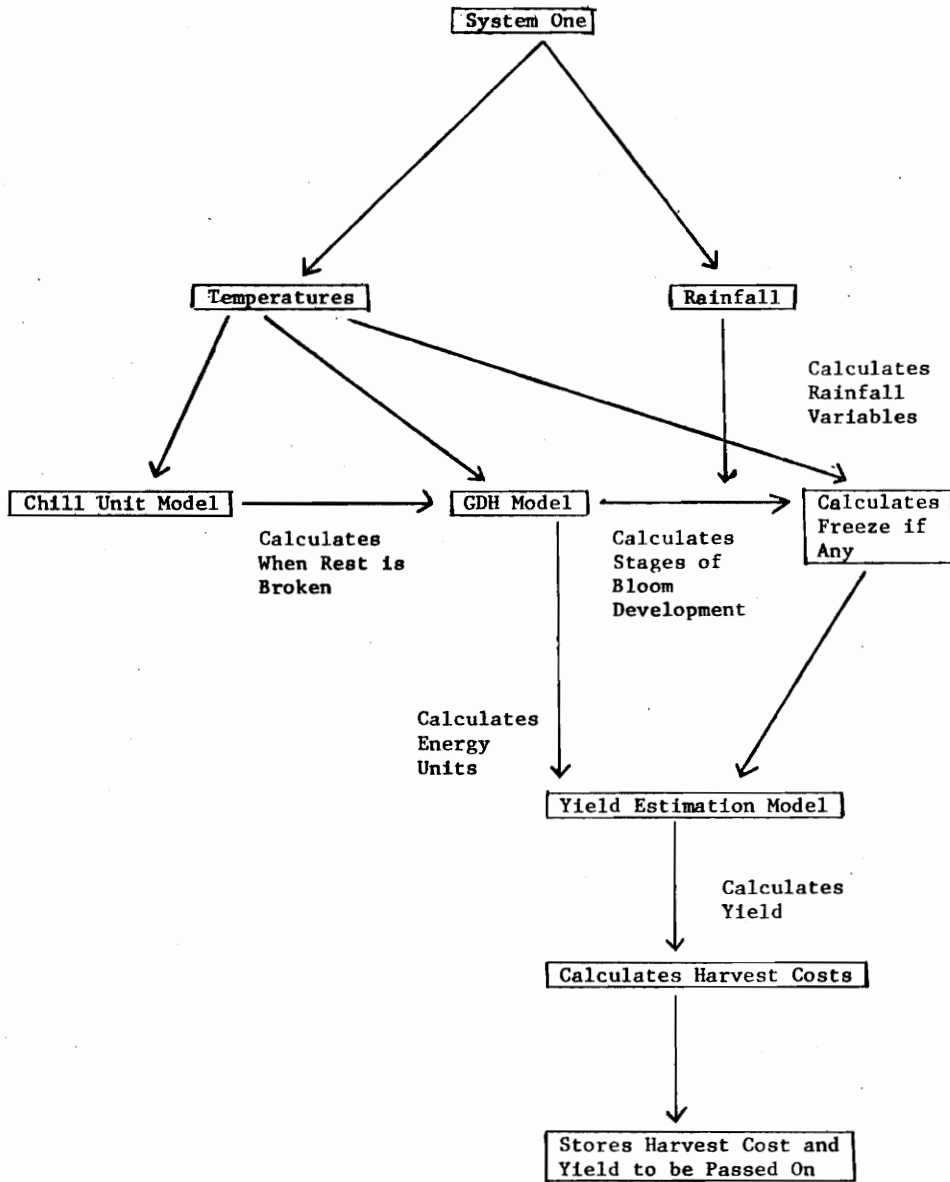 System One
Temperatures
Rainfall
Calculates
Rainfall
Variables
Chill Unit Model
GDH Model
Calculates
Freeze if
Any
Calculates
When Rest is
Broken
Calculates
Stages of
Bloom
Development
Calculates
Energy
Units
Yield Estimation Model
Calculates
Yield
Calculates Harvest Costs
Stores Harvest Cost and
Yield to be Passed On